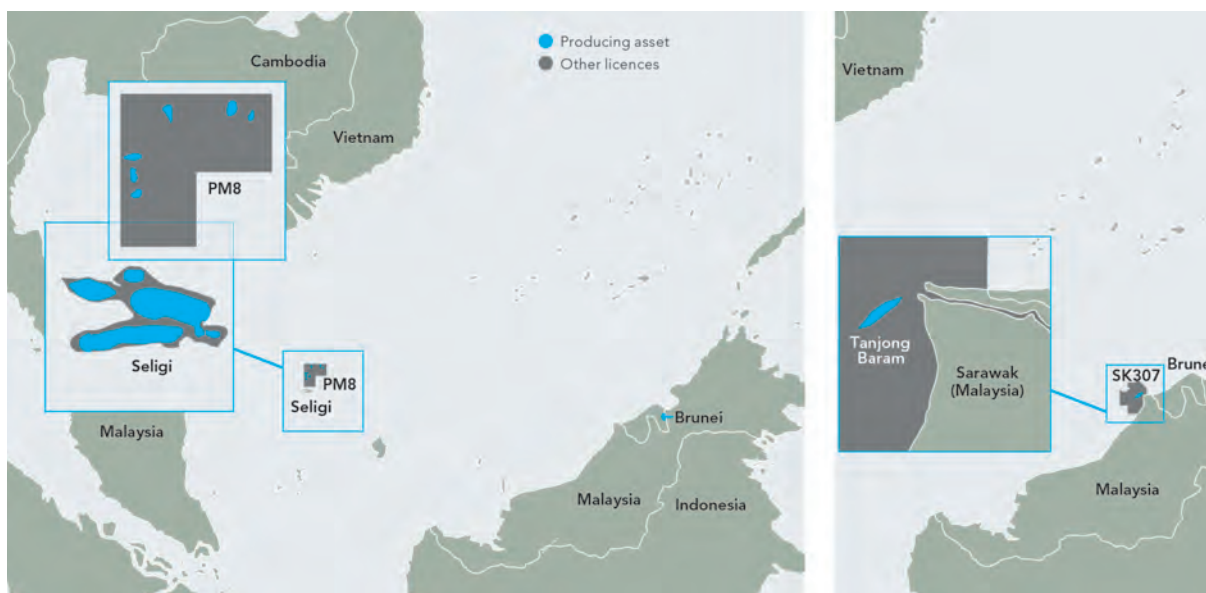 Producing asset
Other licences
Cambodia
Vietnam
PM8
Seligi
PM8
Seligi
Malaysia
Brunei
Malaysia
Indonesia
Vietnam
Tanjong
Baram
Sarawak
(Malaysia)
SK307
Brune
Malaysia